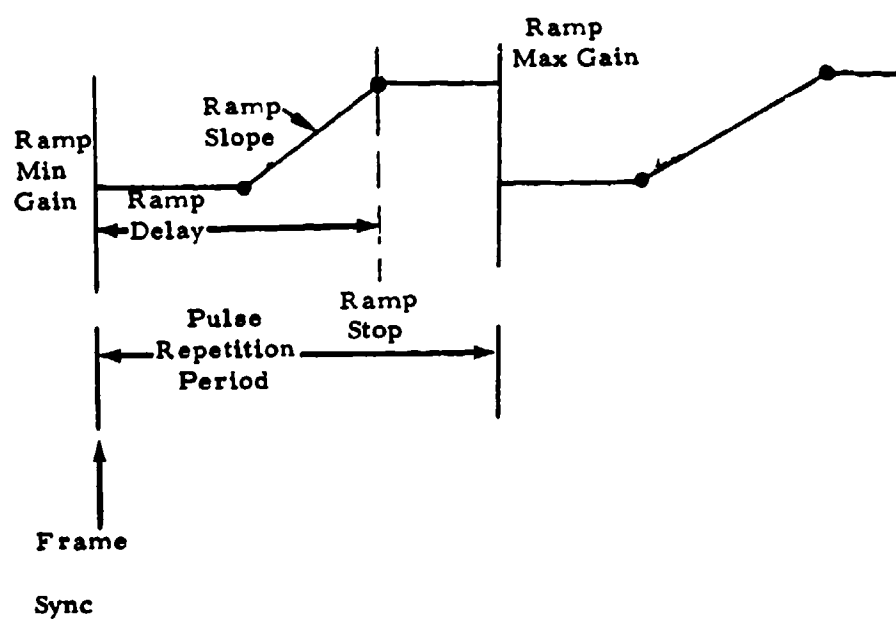 Ramp
Max Gain
Ramp
Slope
Ramp
Min
Gain
Ramp
Delay
Ramp
Stop
Pulse
Repetition
Period
Frame
Sync